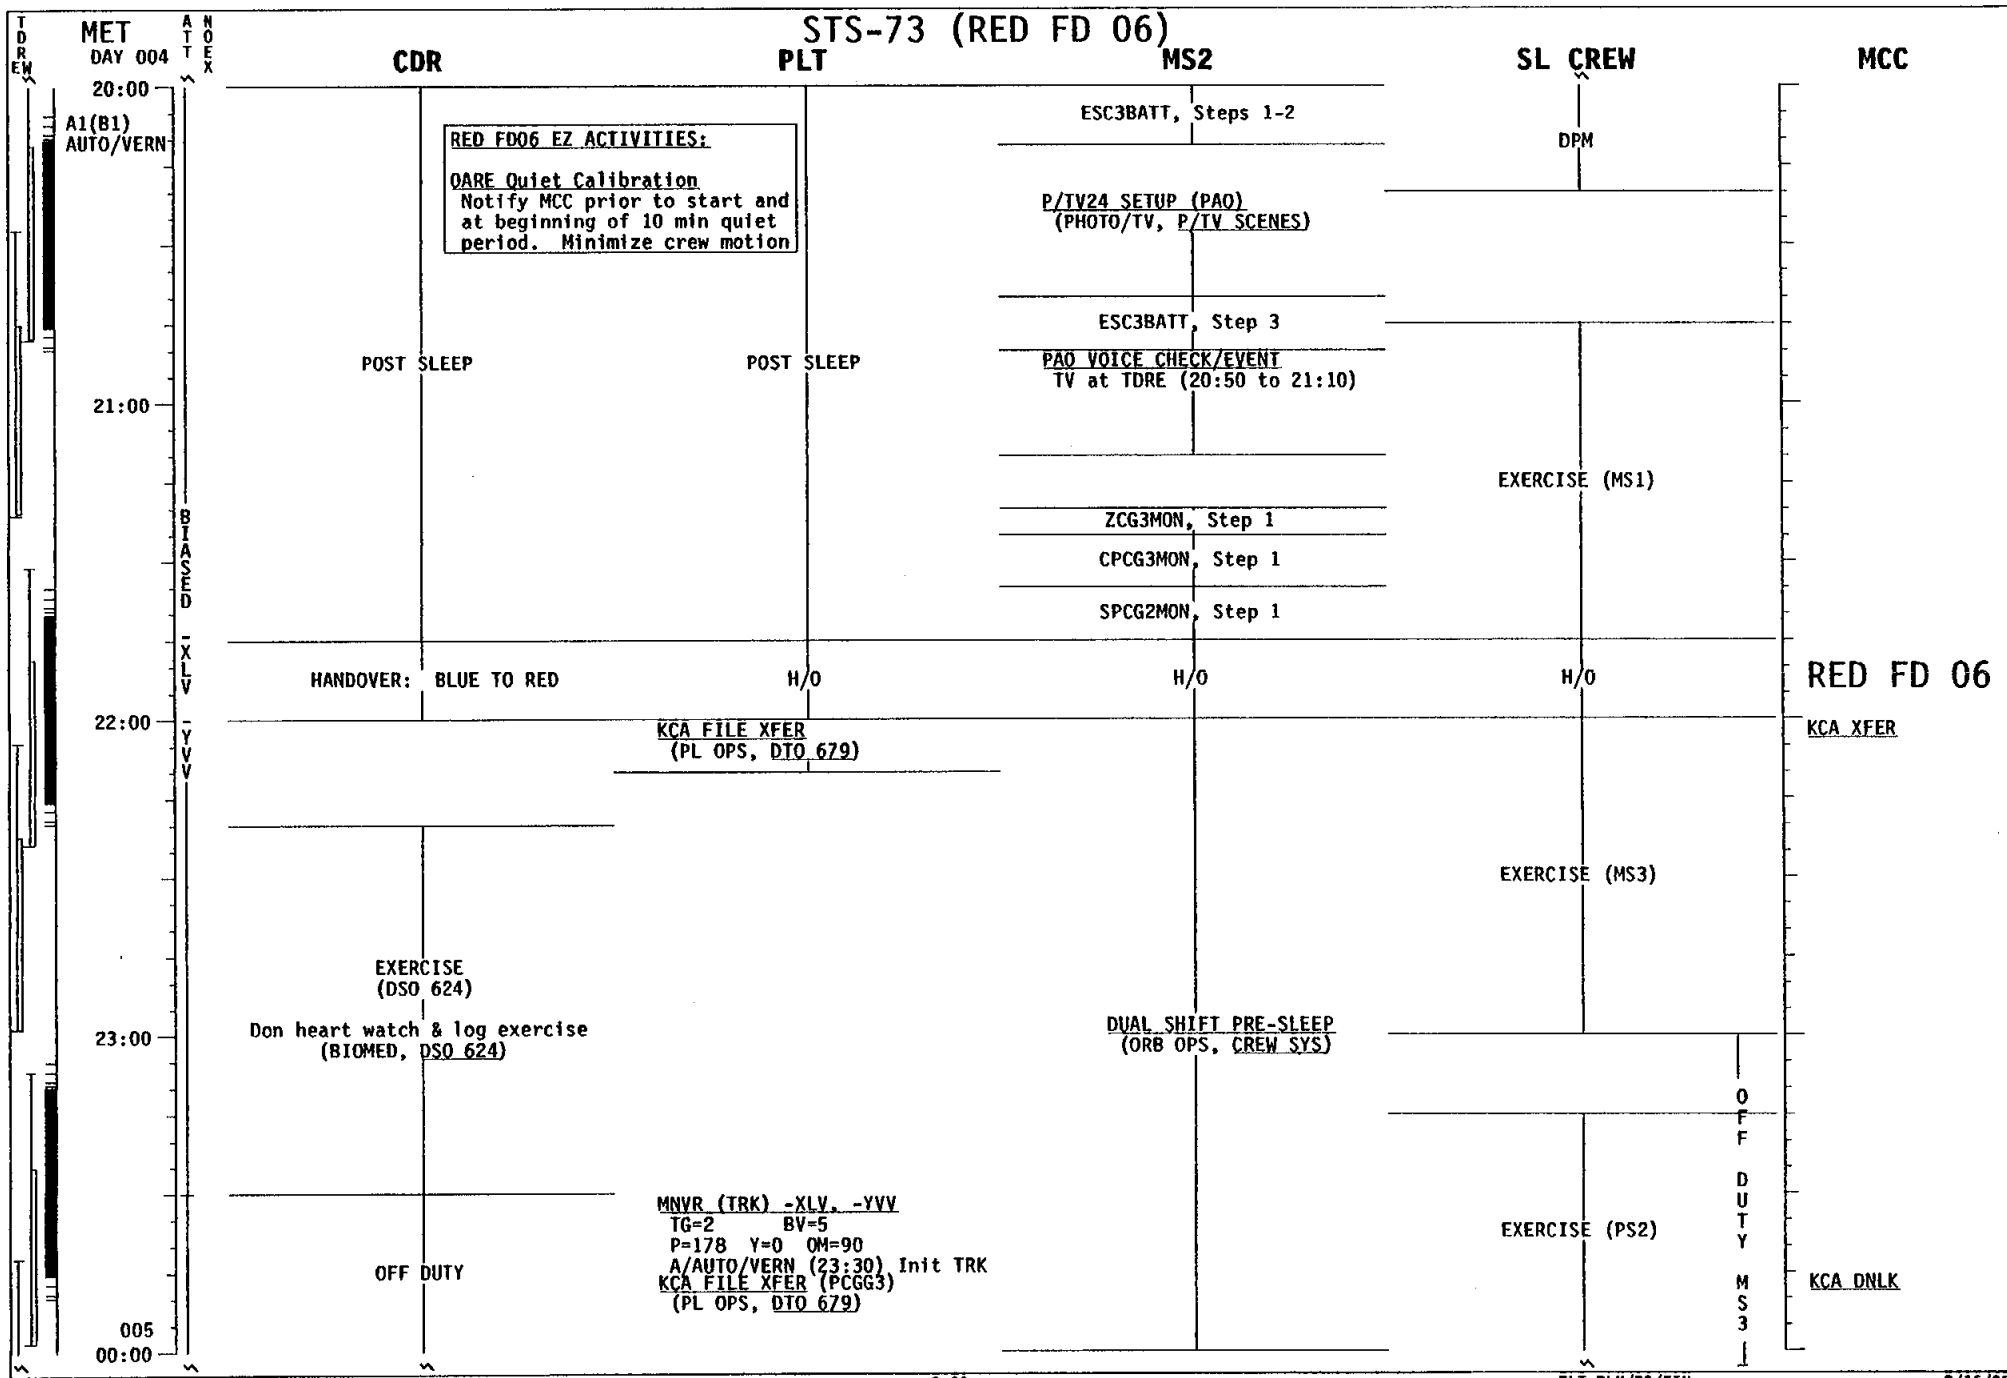 STS-73 (RED FD 06)
TDRE W
MET
DAY 004
ATT
NOEX
CDR
PLT
MS2
SL CREW
MCC
20:00
A1(B1)
AUTO/VERN
21:00
22:00
23:00
005
00:00
BIASED -XLV -YVV
RED FD06 EZ ACTIVITIES:
OARE Quiet Calibration
Notify MCC prior to start and
at beginning of 10 min quiet
period. Minimize crew motion
POST SLEEP
HANDOVER: BLUE TO RED
EXERCISE
(DSO 624)
Don heart watch & log exercise
(BIOMED, DSO 624)
OFF DUTY
POST SLEEP
H/O
KCA FILE XFER
(PL OPS, DTO 679)
MNVR (TRK) -XLV, -YVV
TG=2 BV=5
P=178 Y=0 OM=90
A/AUTO/VERN (23:30) Init TRK
KCA FILE XFER (PCGG3)
(PL OPS, DTO 679)
ESC3BATT, Steps 1-2
P/TV24 SETUP (PAO)
(PHOTO/TV, P/TV SCENES)
ESC3BATT, Step 3
PAO VOICE CHECK/EVENT
TV at TDRE (20:50 to 21:10)
ZCG3MON, Step 1
CPCG3MON, Step 1
SPCG2MON, Step 1
H/O
DUAL SHIFT PRE-SLEEP
(ORB OPS, CREW SYS)
DPM
EXERCISE (MS1)
H/O
EXERCISE (MS3)
EXERCISE (PS2)
OFF DUTY MS3
RED FD 06
KCA XFER
KCA DNLK